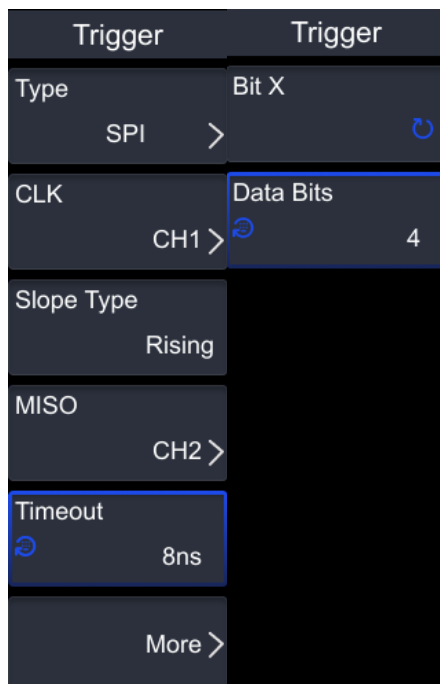 Trigger
Type
SPI
CLK
CH1
Slope Type
Rising
MISO
CH2
Timeout
8ns
More
Trigger
Bit X
Data Bits
4